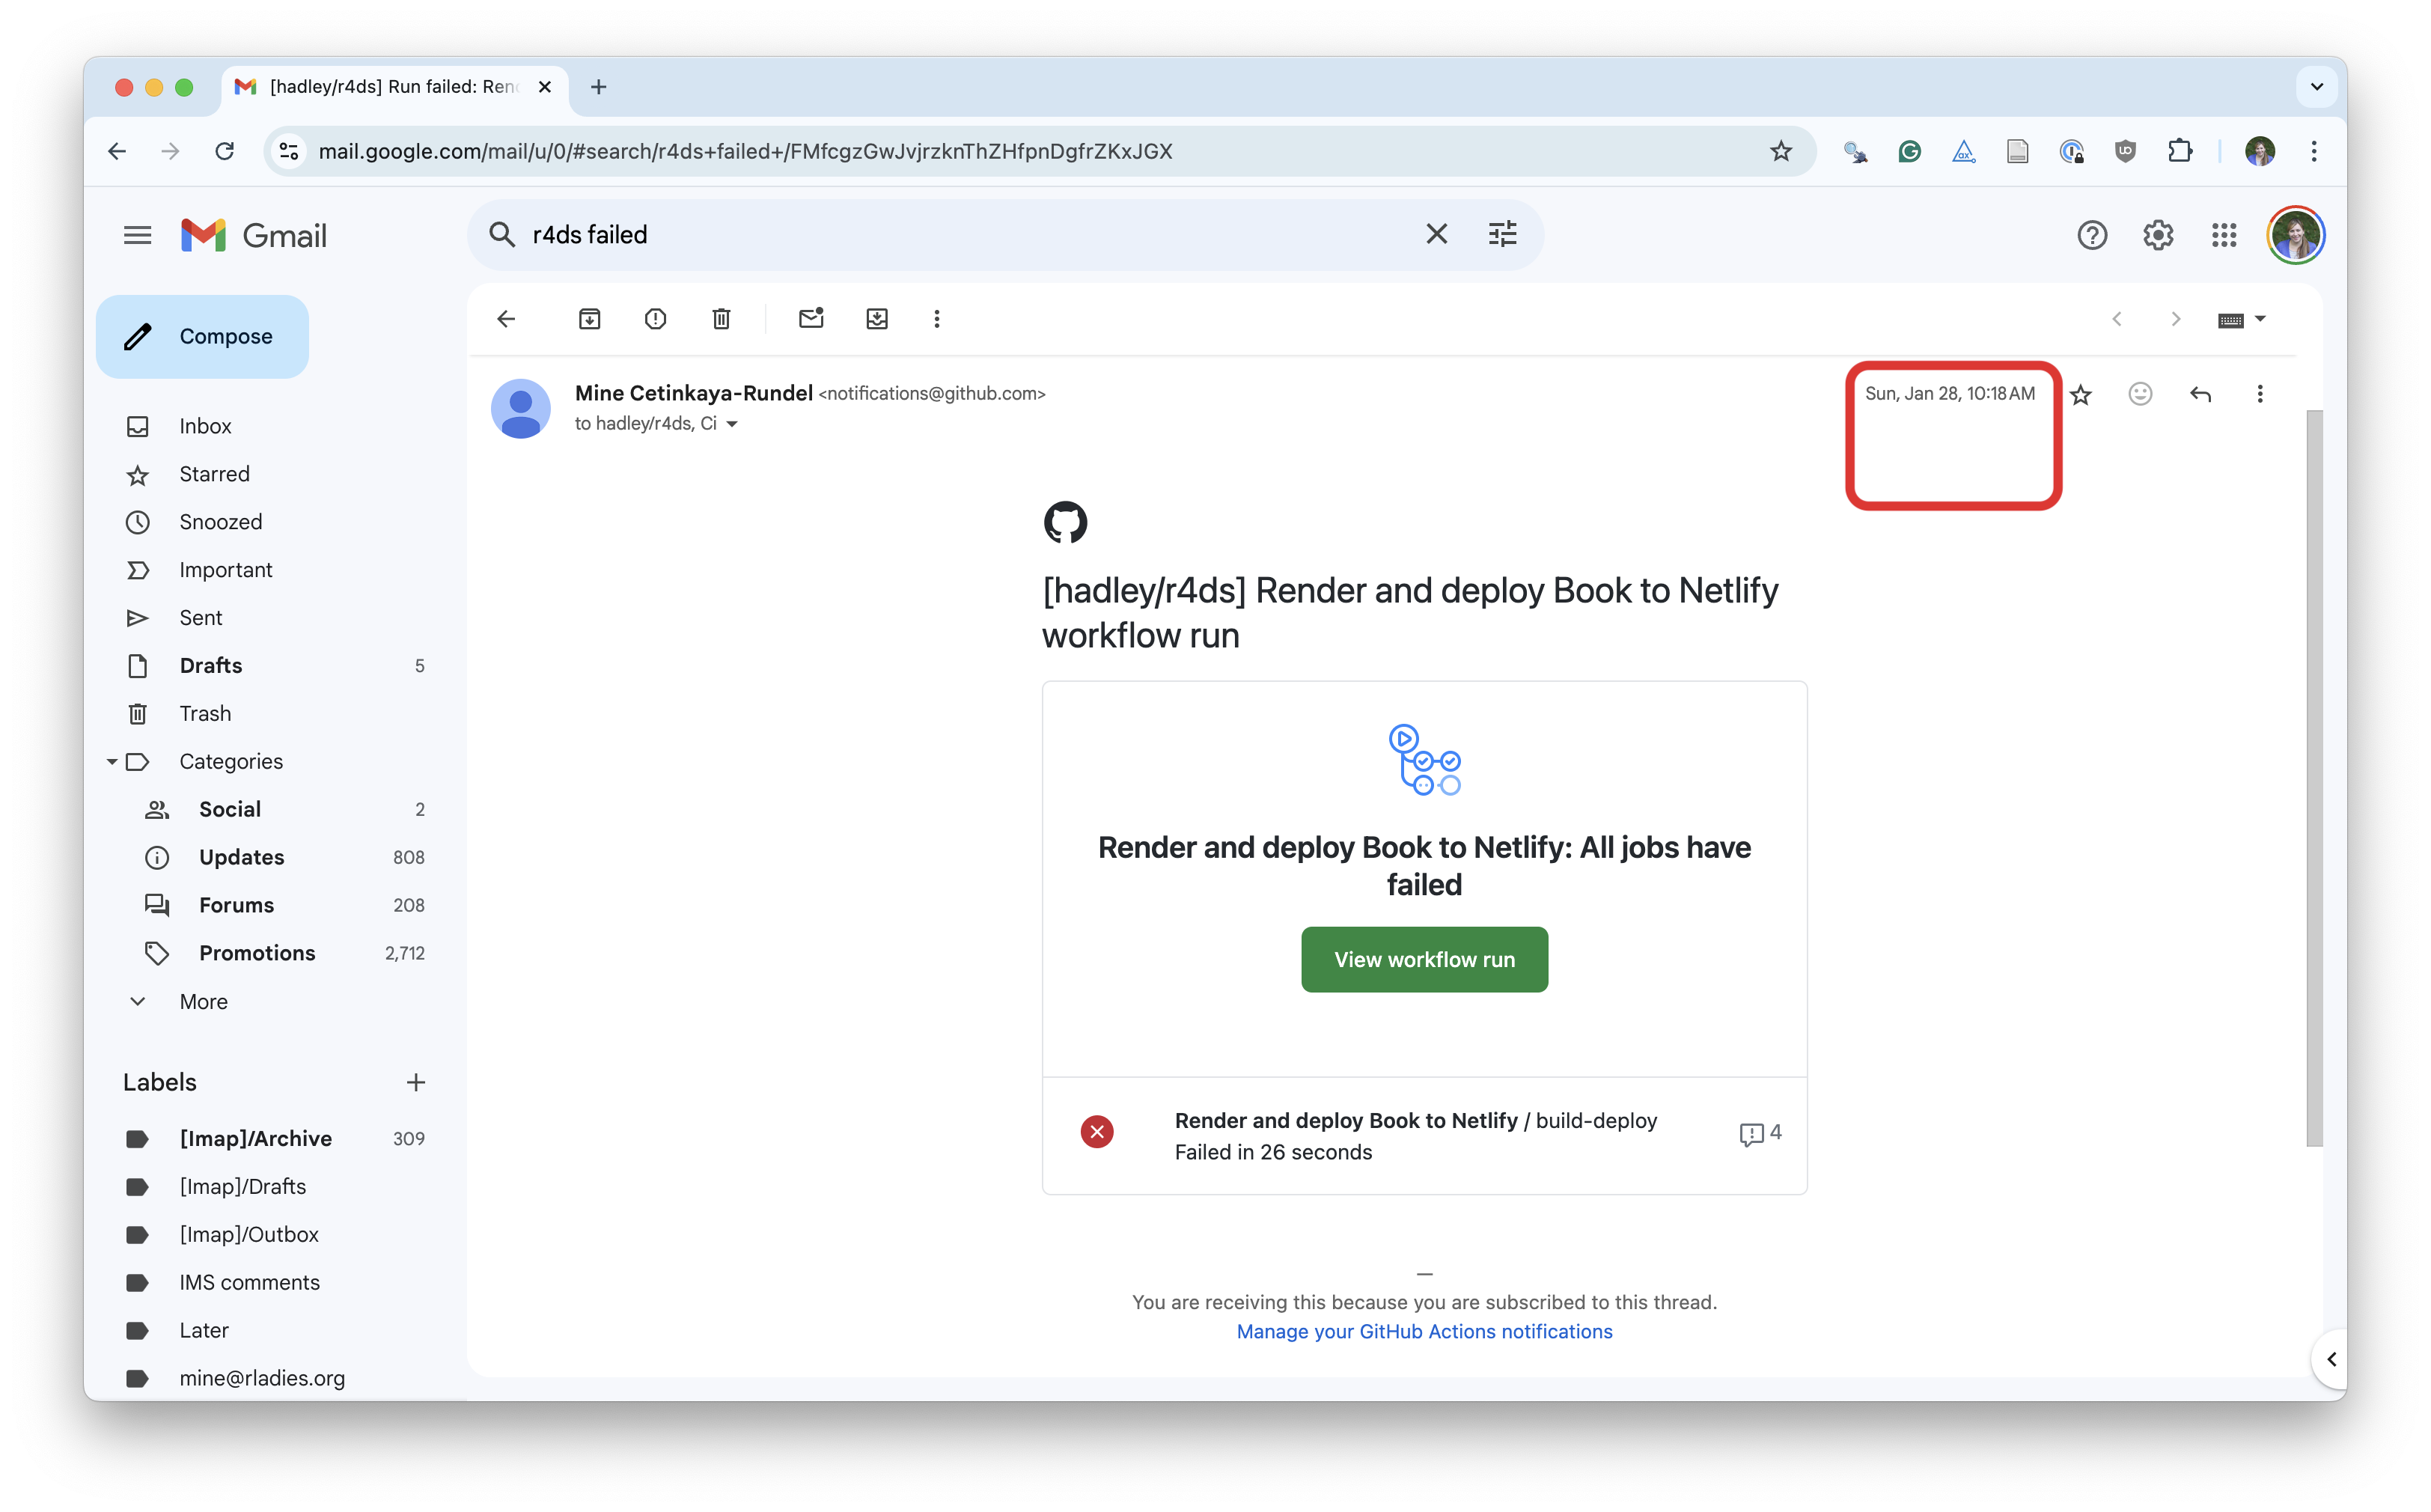 [hadley/r4ds] Run failed: Ren
mail.google.com/mail/u/0/#search/r4ds+failed+/FMfcgzGwJvjrzknThZHfpnDgfrZKxJGX
Gmail
r4ds failed
Compose
Mine Cetinkaya-Rundel <notifications@github.com>
Sun, Jan 28, 10:18 AM
to hadley/r4ds, Ci
Inbox
Starred
Snoozed
Important
Sent
Drafts 5
Trash
Categories
Social 2
Updates 808
Forums 208
Promotions 2,712
More
Labels
[Imap]/Archive 309
[Imap]/Drafts
[Imap]/Outbox
IMS comments
Later
mine@rladies.org
[hadley/r4ds] Render and deploy Book to Netlify
workflow run
Render and deploy Book to Netlify: All jobs have
failed
View workflow run
Render and deploy Book to Netlify / build-deploy
Failed in 26 seconds
4
—
You are receiving this because you are subscribed to this thread.
Manage your GitHub Actions notifications